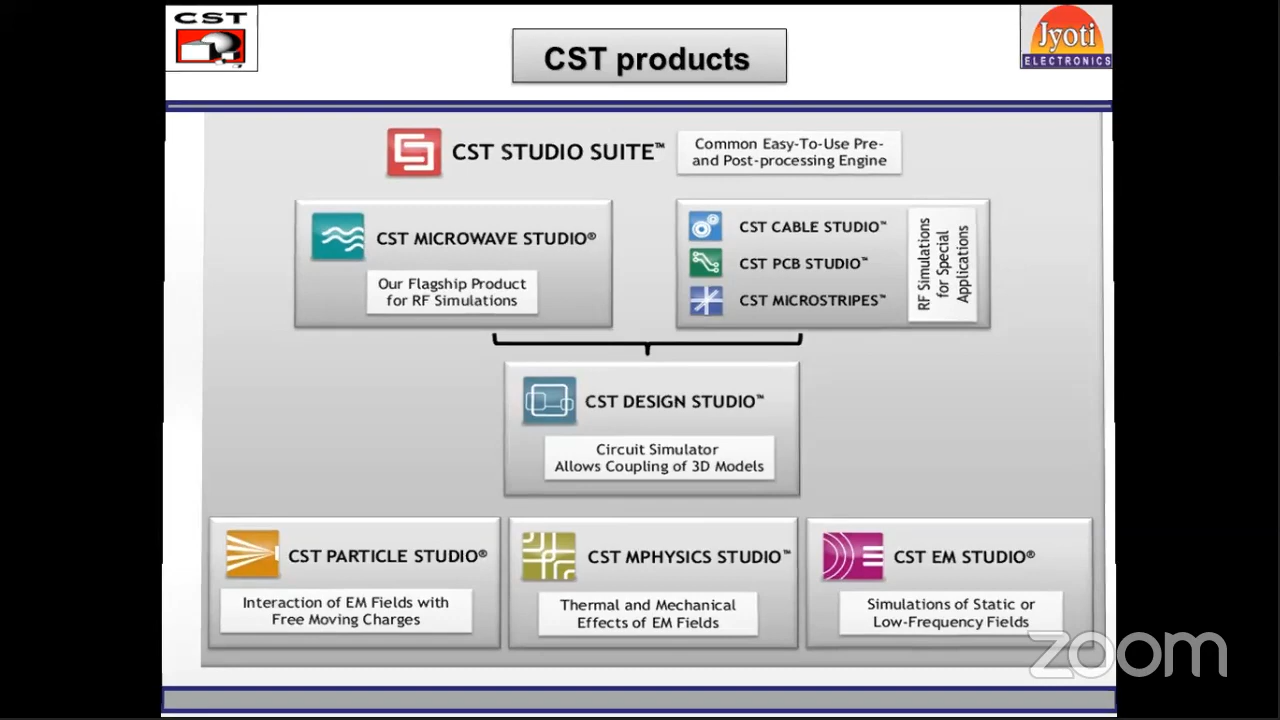 CST
CST products
Jyoti
ELECTRONICS
CST STUDIO SUITE™
Common Easy-To-Use Pre-
and Post-processing Engine
CST MICROWAVE STUDIO®
Our Flagship Product
for RF Simulations
CST CABLE STUDIO™
CST PCB STUDIO™
CST MICROSTRIPES™
RF Simulations
for Special
Applications
CST DESIGN STUDIO™
Circuit Simulator
Allows Coupling of 3D Models
CST PARTICLE STUDIO®
Interaction of EM Fields with
Free Moving Charges
CST MPHYSICS STUDIO™
Thermal and Mechanical
Effects of EM Fields
CST EM STUDIO®
Simulations of Static or
Low-Frequency Fields
zoom